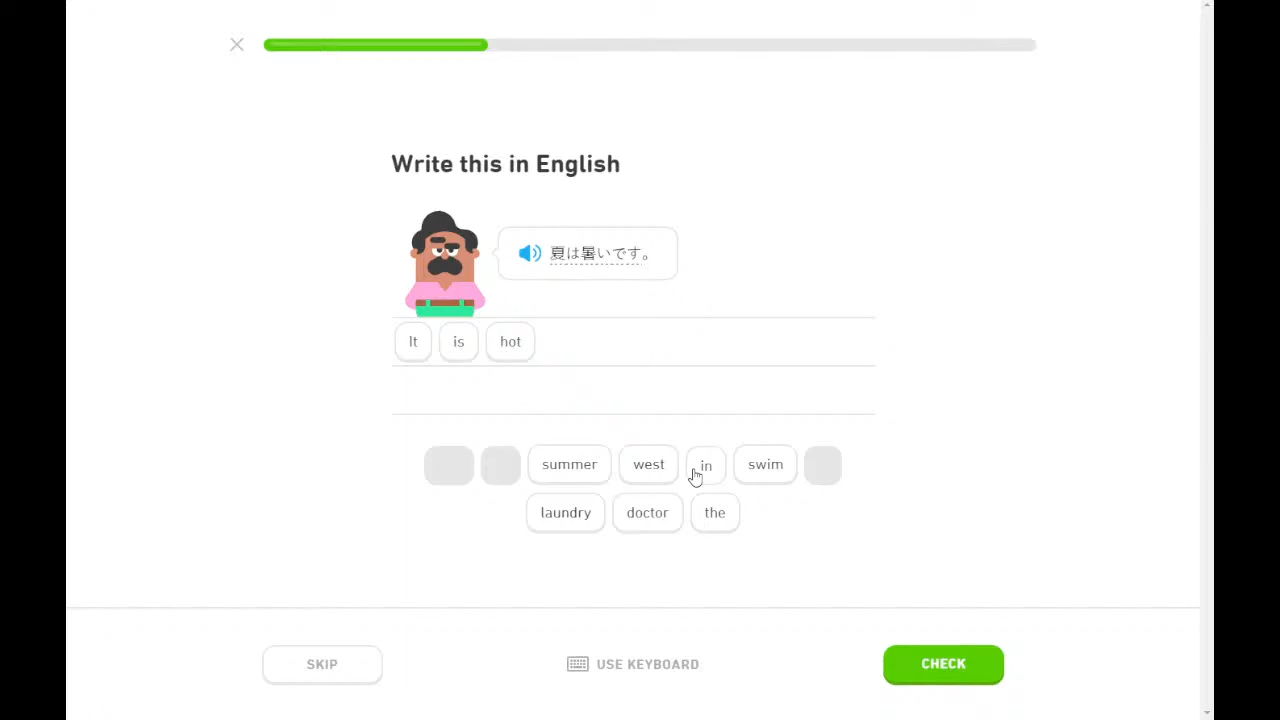 Write this in English
夏は暑いです。
It is hot
summer west in swim
laundry doctor the
SKIP USE KEYBOARD CHECK